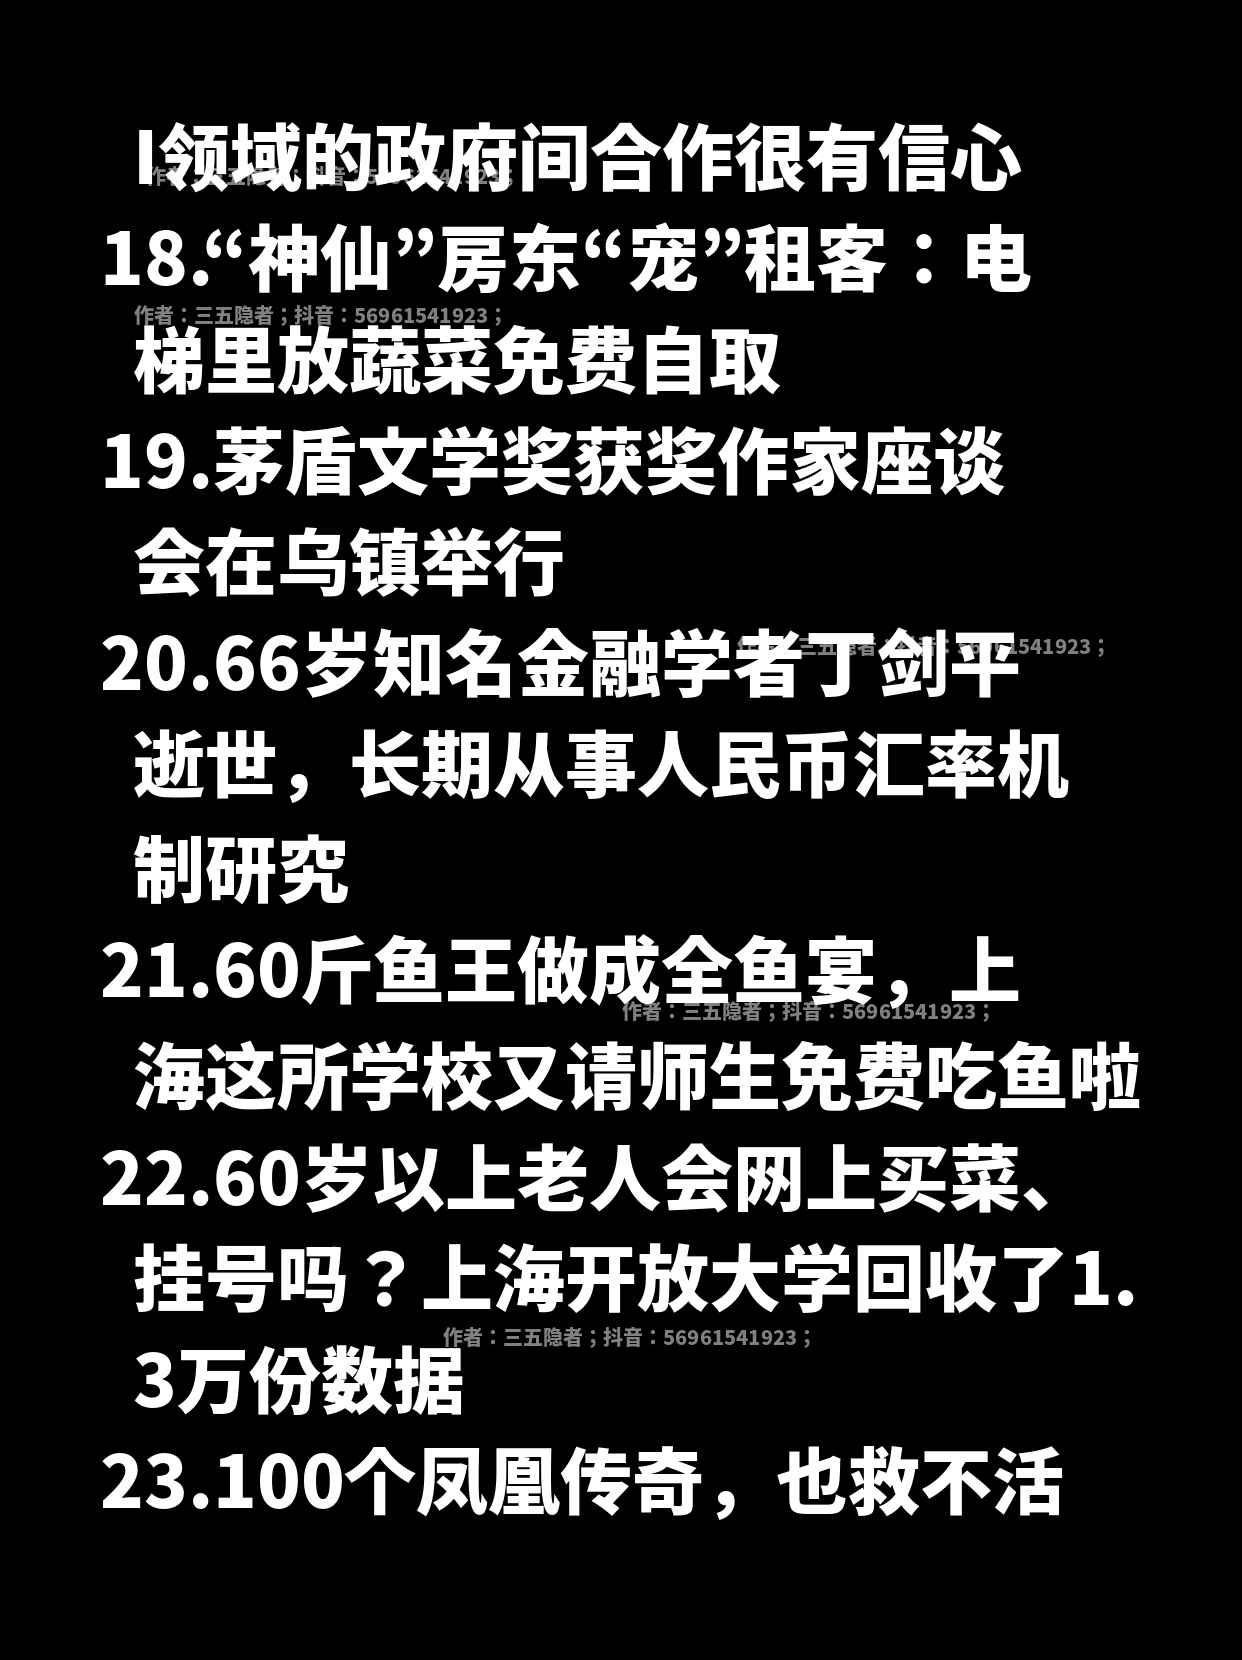 I领域的政府间合作很有信心
作者：三五隐者；抖音：56961541923；
18.“神仙”房东“宠”租客：电
作者：三五隐者；抖音：56961541923；
梯里放蔬菜免费自取
19.茅盾文学奖获奖作家座谈
会在乌镇举行
20.66岁知名金融学者丁剑平
作者：三五隐者；抖音：56961541923；
逝世，长期从事人民币汇率机
制研究
21.60斤鱼王做成全鱼宴，上
作者：三五隐者；抖音：56961541923；
海这所学校又请师生免费吃鱼啦
22.60岁以上老人会网上买菜、
挂号吗？上海开放大学回收了1.
作者：三五隐者；抖音：56961541923；
3万份数据
23.100个凤凰传奇，也救不活